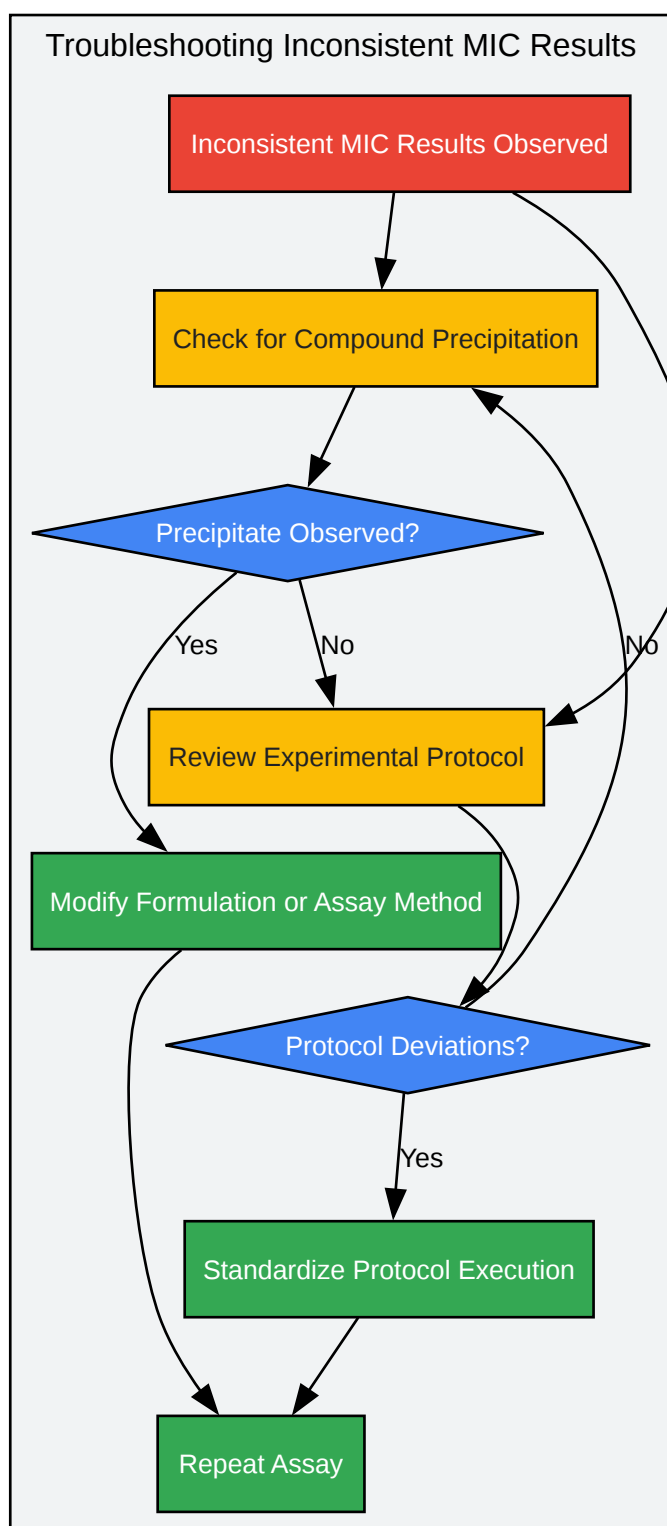 Troubleshooting Inconsistent MIC Results
Inconsistent MIC Results Observed
Check for Compound Precipitation
Precipitate Observed?
Yes
No
No
Review Experimental Protocol
Modify Formulation or Assay Method
Protocol Deviations?
Yes
Standardize Protocol Execution
Repeat Assay